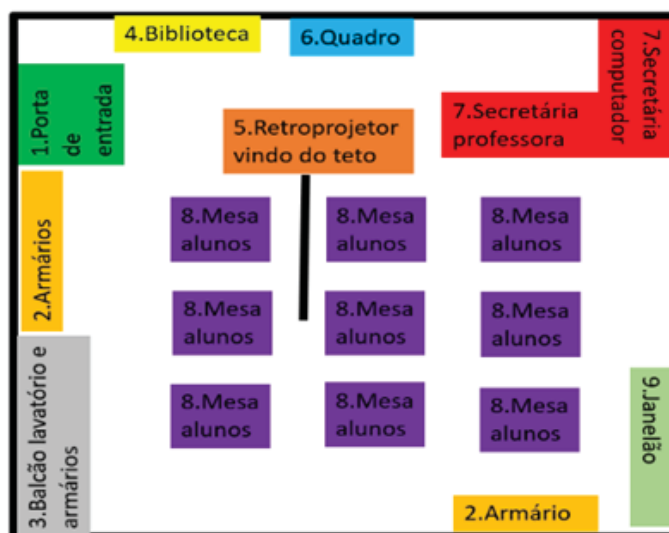 4.Biblioteca
6.Quadro
7.Secretária
computador
1.Porta
de
entrada
5.Retroprojetor
vindo do teto
7.Secretária
professora
2.Armários
8.Mesa
alunos
8.Mesa
alunos
8.Mesa
alunos
8.Mesa
alunos
8.Mesa
alunos
8.Mesa
alunos
3.Balcão lavatório e
armários
8.Mesa
alunos
8.Mesa
alunos
8.Mesa
alunos
9.Janelão
2.Armário